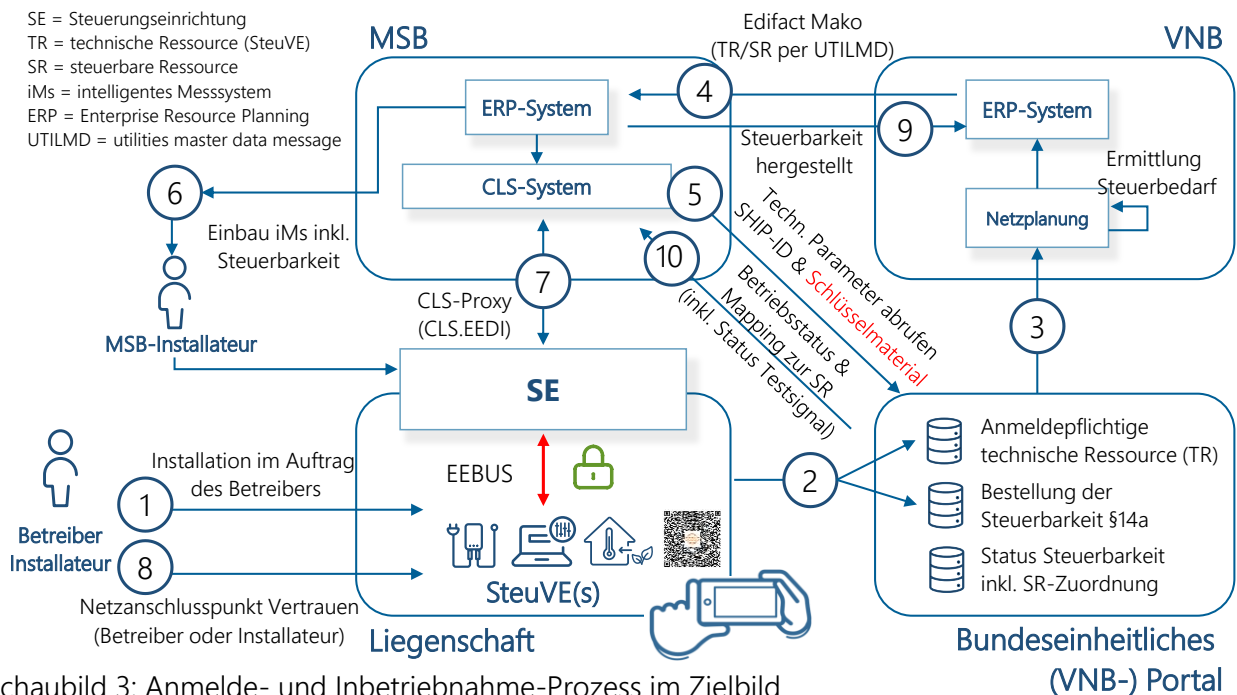 SE = Steuerungseinrichtung
TR = technische Ressource (SteuVE)
SR = steuerbare Ressource
iMs = intelligentes Messsystem
ERP = Enterprise Resource Planning
UTILMD = utilities master data message
MSB
Edifact Mako
(TR/SR per UTILMD)
VNB
ERP-System
4
ERP-System
9
Steuerbarkeit
hergestellt
Ermittlung
Steuerbedarf
CLS-System
5
6
Netzplanung
Techn. Parameter abrufen
SHIP-ID & Schlüsselmaterial
Einbau iMs inkl.
Steuerbarkeit
10
7
Betriebsstatus &
Mapping zur SR
(inkl. Status Testsignal)
CLS-Proxy
(CLS.EEDI)
3
MSB-Installateur
SE
Anmeldepflichtige
technische Ressource (TR)
Installation im Auftrag
des Betreibers
EEBUS
2
1
Bestellung der
Steuerbarkeit §14a
Betreiber
Installateur
8
Status Steuerbarkeit
inkl. SR-Zuordnung
SteuVE(s)
Netzanschlusspunkt Vertrauen
(Betreiber oder Installateur)
Liegenschaft
Bundeseinheitliches
(VNB-) Portal
chaubild 3: Anmelde- und Inbetriebnahme-Prozess im Zielbild